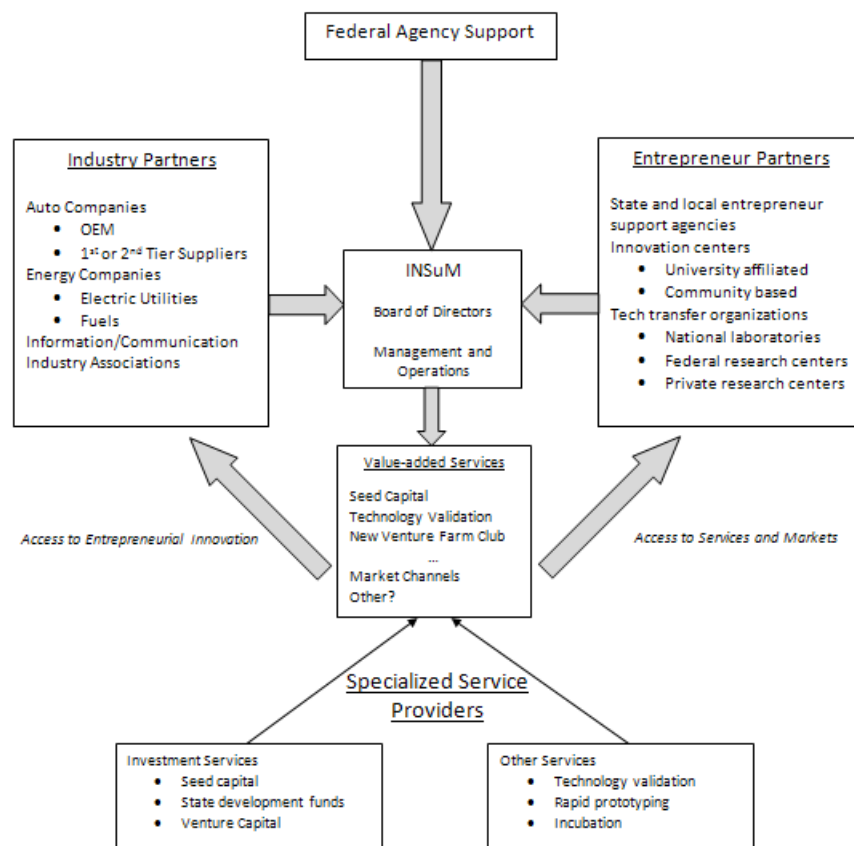 Federal Agency Support
Industry Partners
Auto Companies
• OEM
• 1st or 2nd Tier Suppliers
Energy Companies
• Electric Utilities
• Fuels
Information/Communication
Industry Associations
Entrepreneur Partners
State and local entrepreneur
support agencies
Innovation centers
• University affiliated
• Community based
Tech transfer organizations
• National laboratories
• Federal research centers
• Private research centers
INSuM
Board of Directors
Management and
Operations
Value-added Services
Seed Capital
Technology Validation
New Venture Farm Club
...
Market Channels
Other?
Access to Entrepreneurial Innovation
Access to Services and Markets
Specialized Service
Providers
Investment Services
• Seed capital
• State development funds
• Venture Capital
Other Services
• Technology validation
• Rapid prototyping
• Incubation